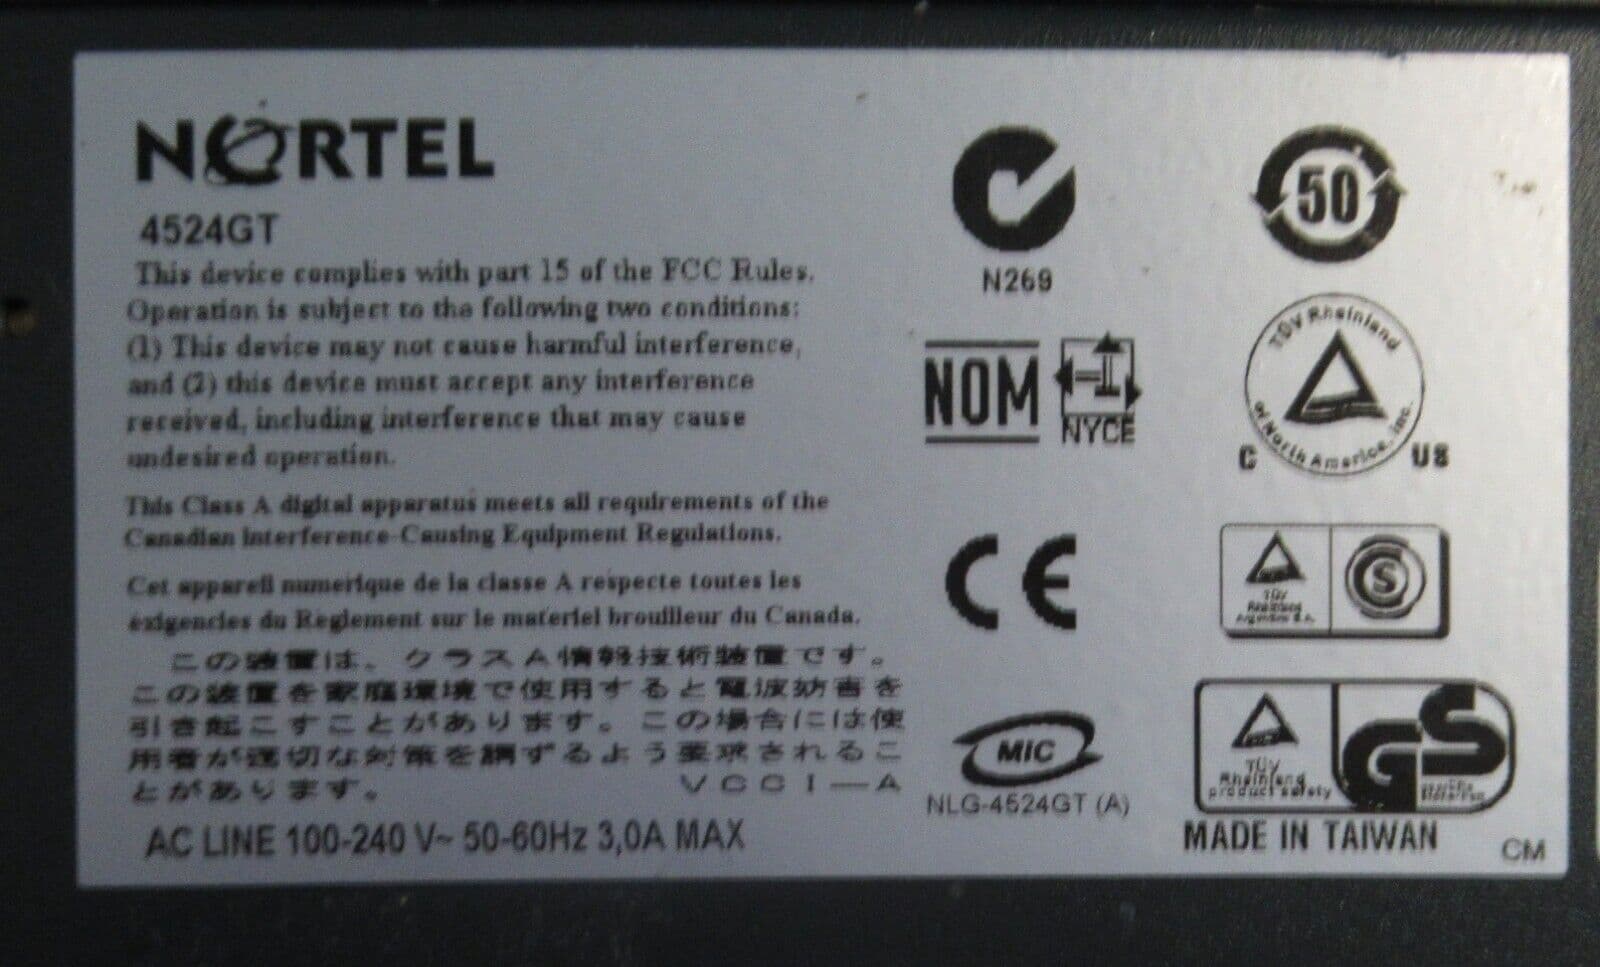 NORTEL
4524GT
This device complies with part 15 of the FCC Rules.
Operation is subject to the following two conditions:
(1) This device may not cause harmful interference,
and (2) this device must accept any interference
received, including interference that may cause
undesired operation.
This Class A digital apparatus meets all requirements of the
Canadian Interference-Causing Equipment Regulations.
Cet appareil numerique de la classe A respecte toutes les
éxigencies du Reglement sur le materiel brouilleur du Canada.
この装置は、クラスA情報技術装置です。
この装置を家庭環境で使用すると電波妨害を
引き起こすことがあります。この場合には使
用者が適切な対策を講ずるよう要求されるこ
とがあります。 VCCI-A
AC LINE 100-240 V~ 50-60Hz 3,0A MAX
N269
50
NOM
NYCE
TÜV Rheinland
of North America, Inc.
C US
CE
TÜV
Rheinland
Argentina S.A.
S
MIC
NLG-4524GT (A)
TÜV
Rheinland
product safety
GS
MADE IN TAIWAN
CM